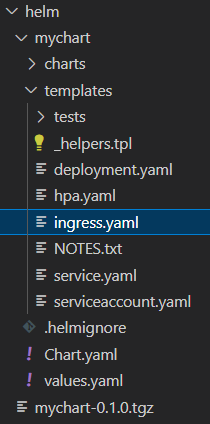 helm
mychart
charts
templates
tests
_helpers.tpl
deployment.yaml
hpa.yaml
ingress.yaml
NOTES.txt
service.yaml
serviceaccount.yaml
.helmignore
! Chart.yaml
! values.yaml
mychart-0.1.0.tgz